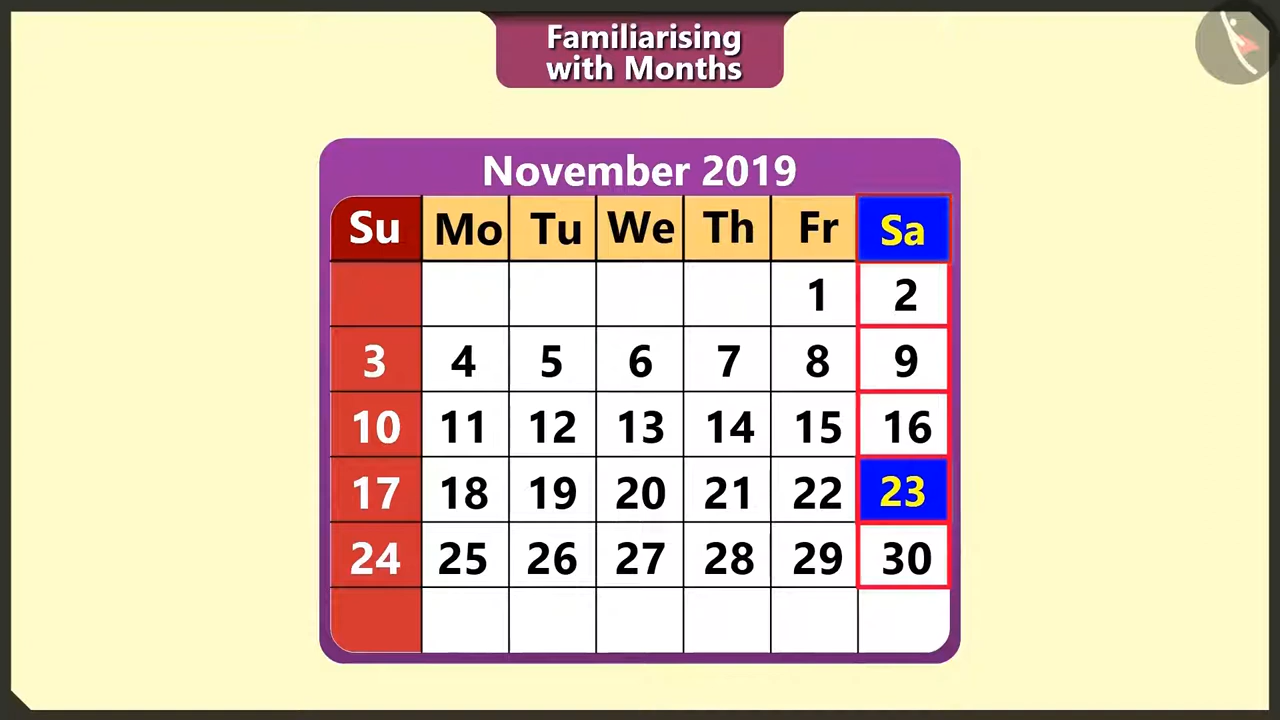 Familiarising
with Months
November 2019
Su Mo Tu We Th Fr Sa
1 2
3 4 5 6 7 8 9
10 11 12 13 14 15 16
17 18 19 20 21 22 23
24 25 26 27 28 29 30